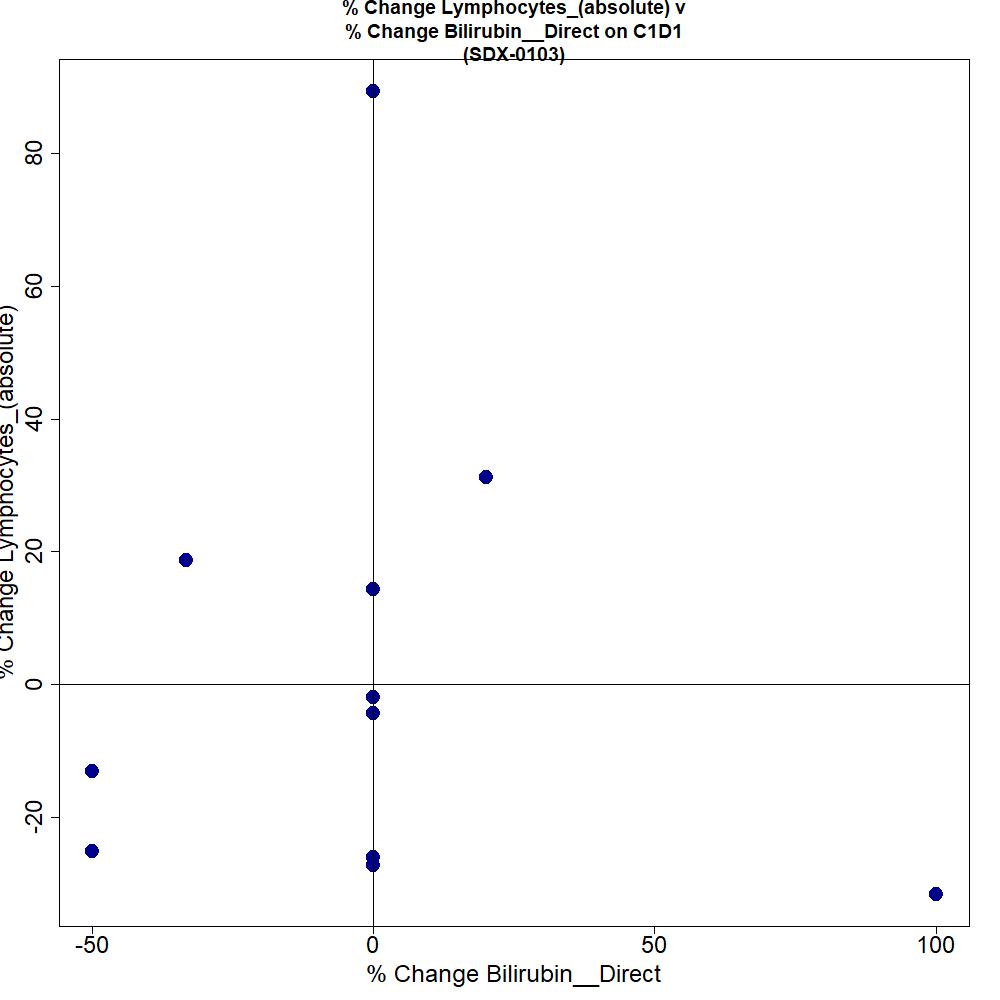 % Change Lymphocytes_(absolute) v
% Change Bilirubin__Direct on C1D1
(SDX-0103)
% Change Lymphocytes_(absolute)
80
60
40
20
0
-20
-50
0
50
100
% Change Bilirubin__Direct